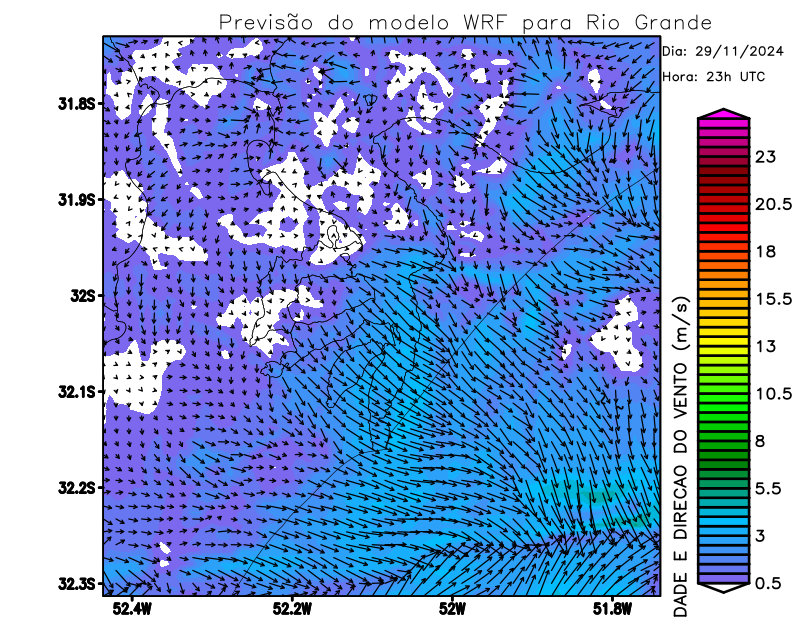 Previsão do modelo WRF para Rio Grande
Dia: 29/11/2024
Hora: 23h UTC
31.8S
31.9S
32S
32.1S
32.2S
32.3S
52.4W
52.2W
52W
51.8W
23
20.5
18
15.5
13
10.5
8
5.5
3
0.5
DADE E DIRECAO DO VENTO (m/s)